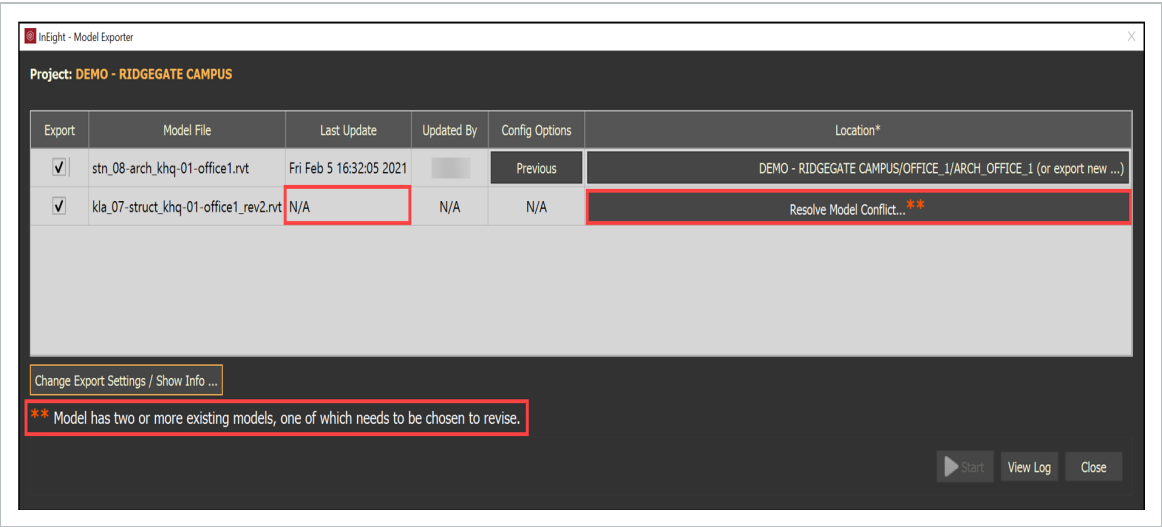 InEight - Model Exporter X
Project: DEMO - RIDGEGATE CAMPUS
Export Model File Last Update Updated By Config Options Location*
stn_08-arch_khq-01-office1.rvt Fri Feb 5 16:32:05 2021 Previous DEMO - RIDGEGATE CAMPUS/OFFICE_1/ARCH_OFFICE_1 (or export new ...)
kla_07-struct_khq-01-office1_rev2.rvt N/A N/A N/A Resolve Model Conflict...**
Change Export Settings / Show Info ...
** Model has two or more existing models, one of which needs to be chosen to revise.
Start View Log Close